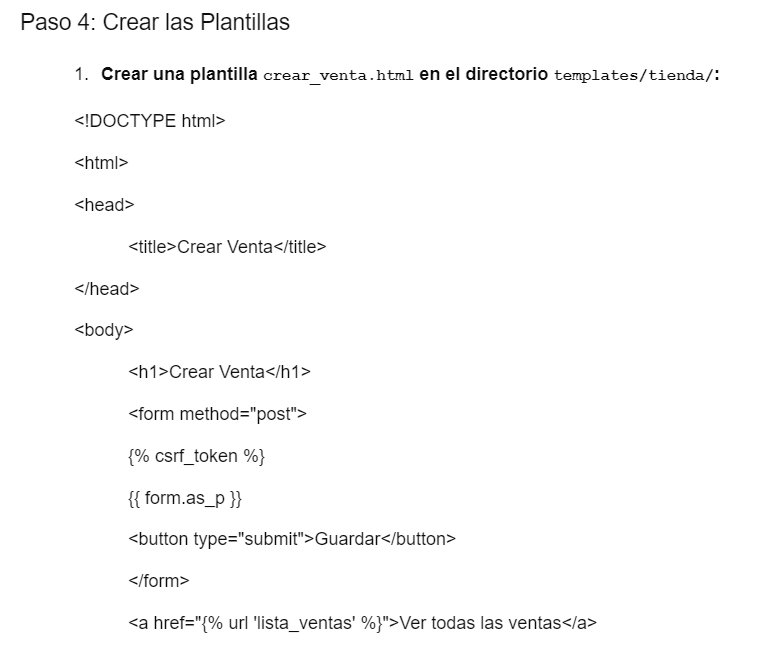 Paso 4: Crear las Plantillas
1. Crear una plantilla crear_venta.html en el directorio templates/tienda/:
<!DOCTYPE html>
<html>
<head>
<title>Crear Venta</title>
</head>
<body>
<h1>Crear Venta</h1>
<form method="post">
{% csrf_token %}
{{ form.as_p }}
<button type="submit">Guardar</button>
</form>
<a href="{% url 'lista_ventas' %}">Ver todas las ventas</a>